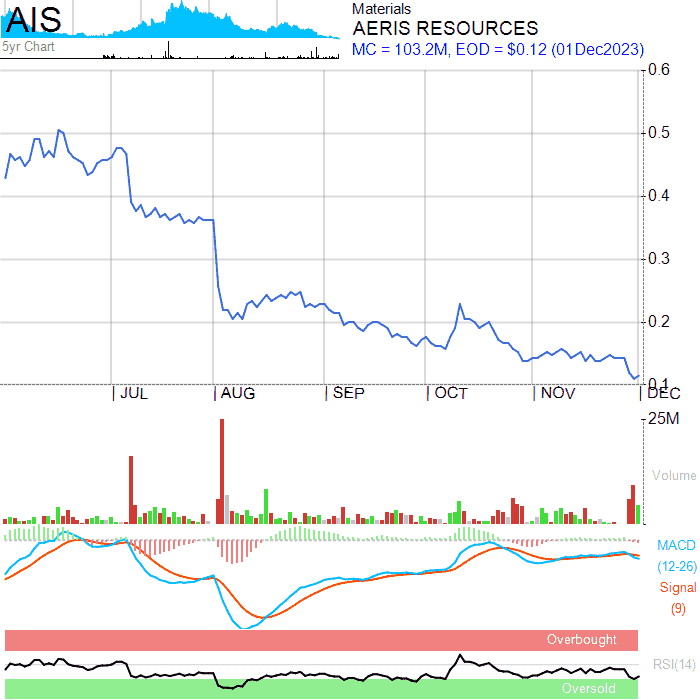 AIS
5yr Chart
Materials
AERIS RESOURCES
MC = 103.2M, EOD = $0.12 (01Dec2023)
0.6
0.5
0.4
0.3
0.2
0.1
JUL
AUG
SEP
OCT
NOV
DEC
25M
Volume
MACD
(12-26)
Signal
(9)
Overbought
RSI(14)
Oversold